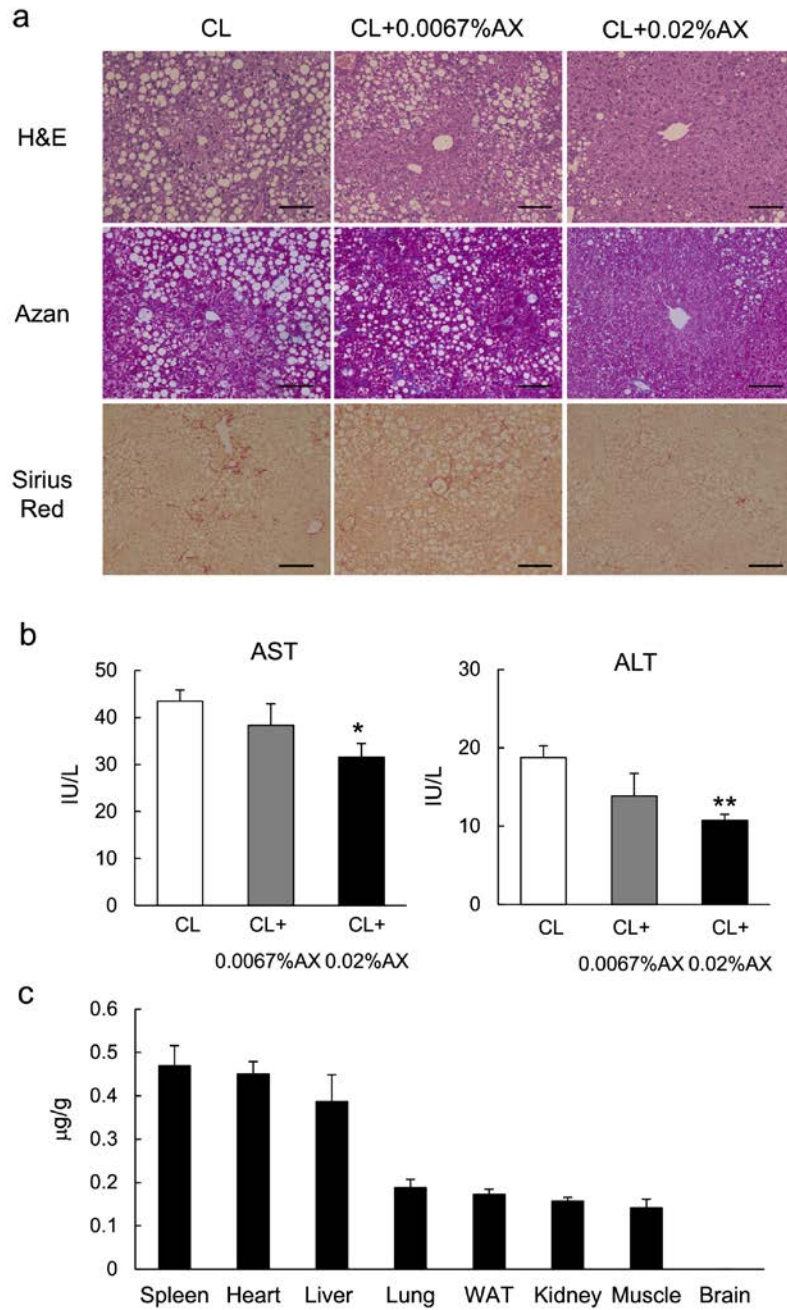 a
CL CL+0.0067%AX CL+0.02%AX
H&E
Azan
Sirius
Red
b
AST
50
40
30
20
10
0
IU/L
*
CL CL+ CL+
0.0067%AX 0.02%AX
ALT
30
20
10
0
IU/L
**
CL CL+ CL+
0.0067%AX 0.02%AX
c
0.6
0.5
0.4
0.3
0.2
0.1
0
µg/g
Spleen Heart Liver Lung WAT Kidney Muscle Brain